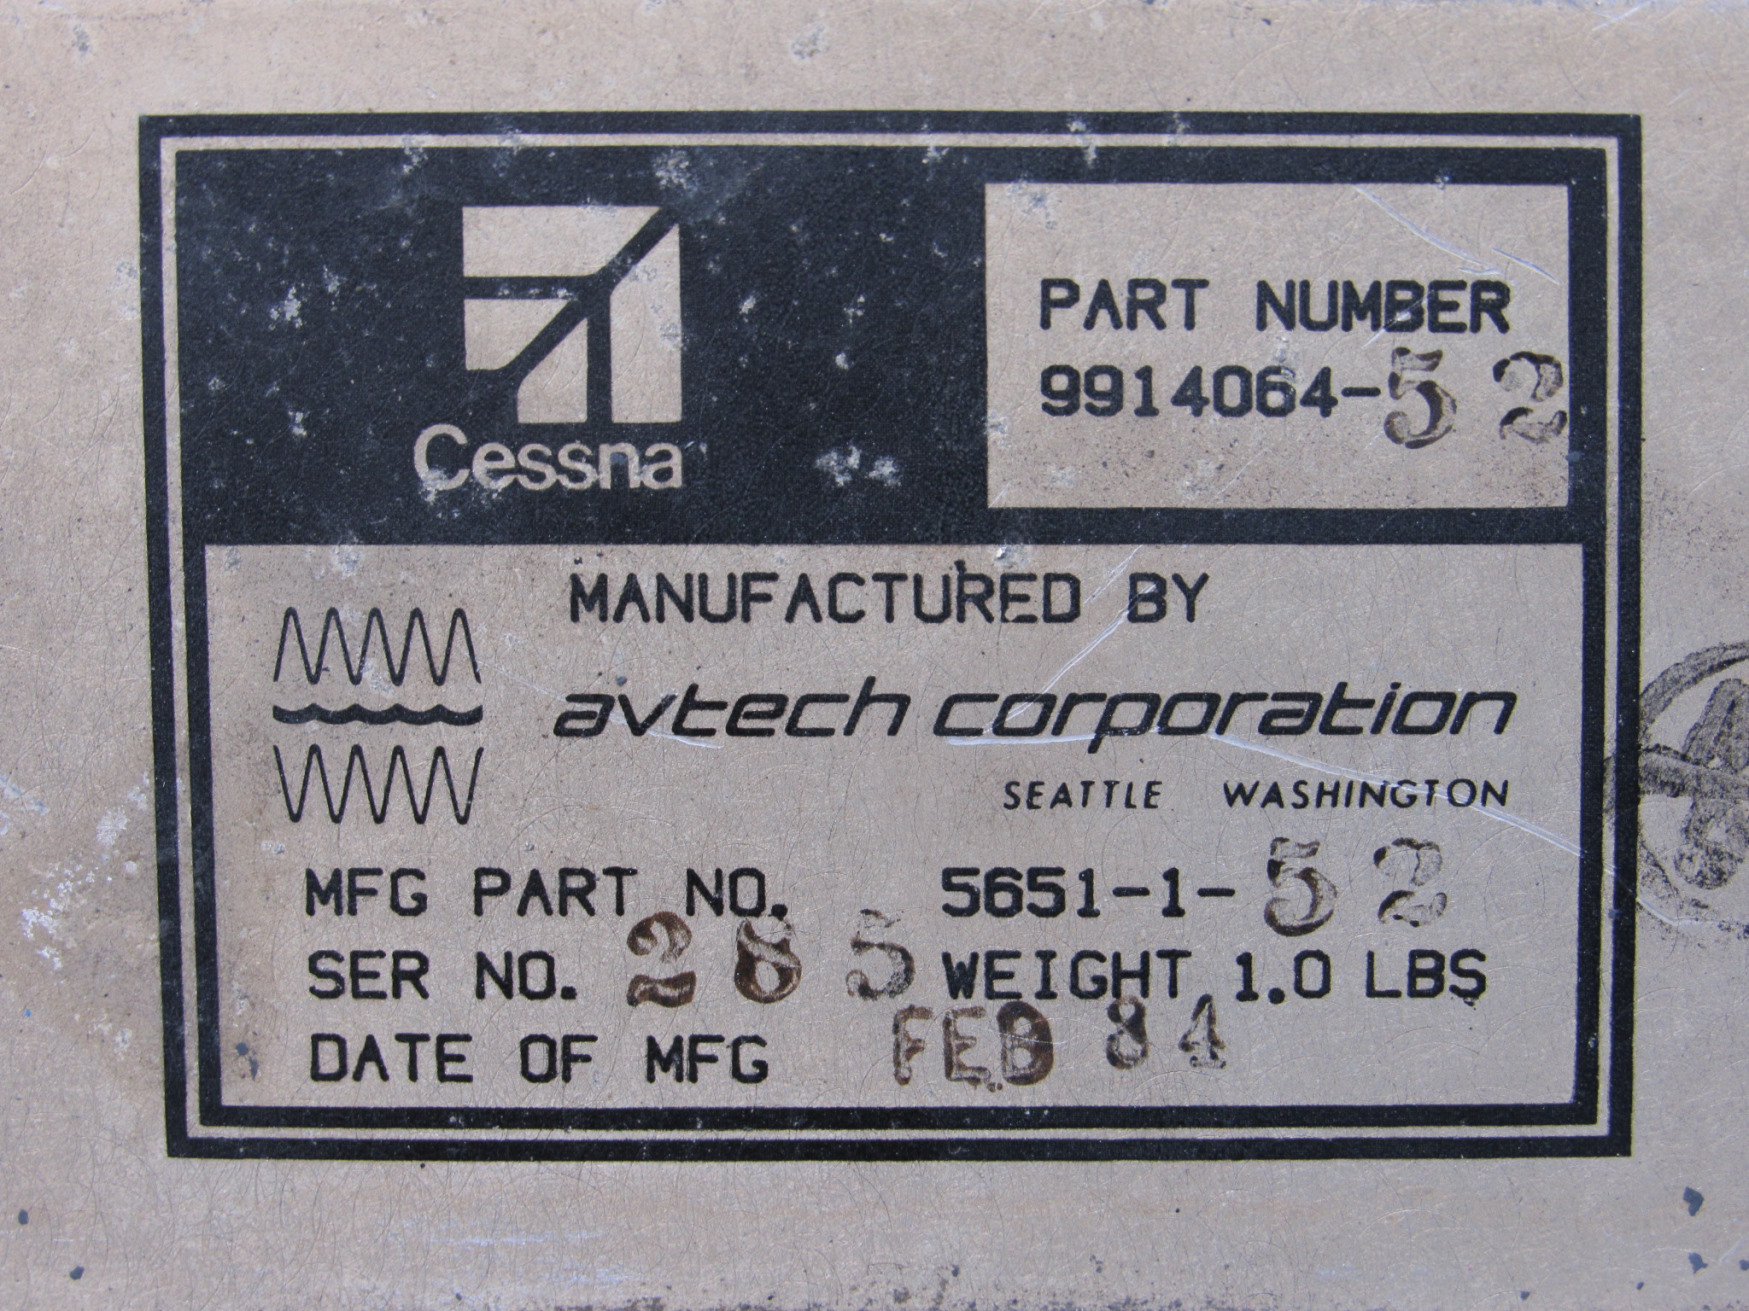 Cessna
PART NUMBER
9914064-52
MANUFACTURED BY
avtech corporation
SEATTLE WASHINGTON
MFG PART NO. 5651-1-52
SER NO. 285 WEIGHT 1.0 LBS
DATE OF MFG FEB 84